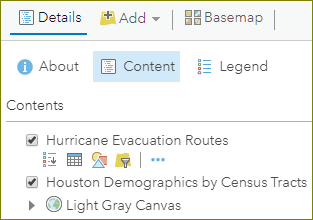 Details Add Basemap
About Content Legend
Contents
Hurricane Evacuation Routes
Houston Demographics by Census Tracts
Light Gray Canvas